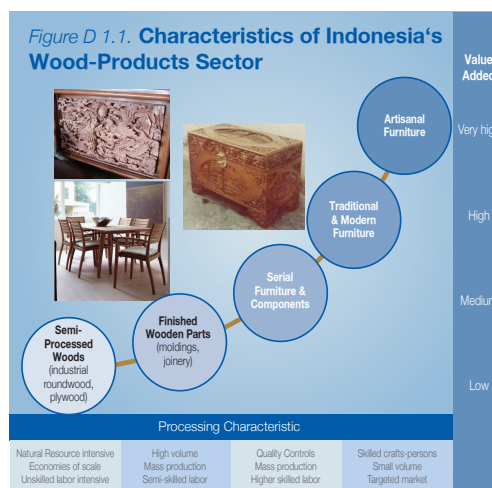 Figure D 1.1. Characteristics of Indonesia‘s
Wood-Products Sector
Value
Added
Artisanal
Furniture
Very high
Traditional
& Modern
Furniture
High
Serial
Furniture &
Components
Medium
Finished
Wooden Parts
(moldings,
joinery)
Semi-
Processed
Woods
(industrial
roundwood,
plywood)
Low
Processing Characteristic
Natural Resource intensive
Economies of scale
Unskilled labor intensive
High volume
Mass production
Semi-skilled labor
Quality Controls
Mass production
Higher skilled labor
Skilled crafts-persons
Small volume
Targeted market